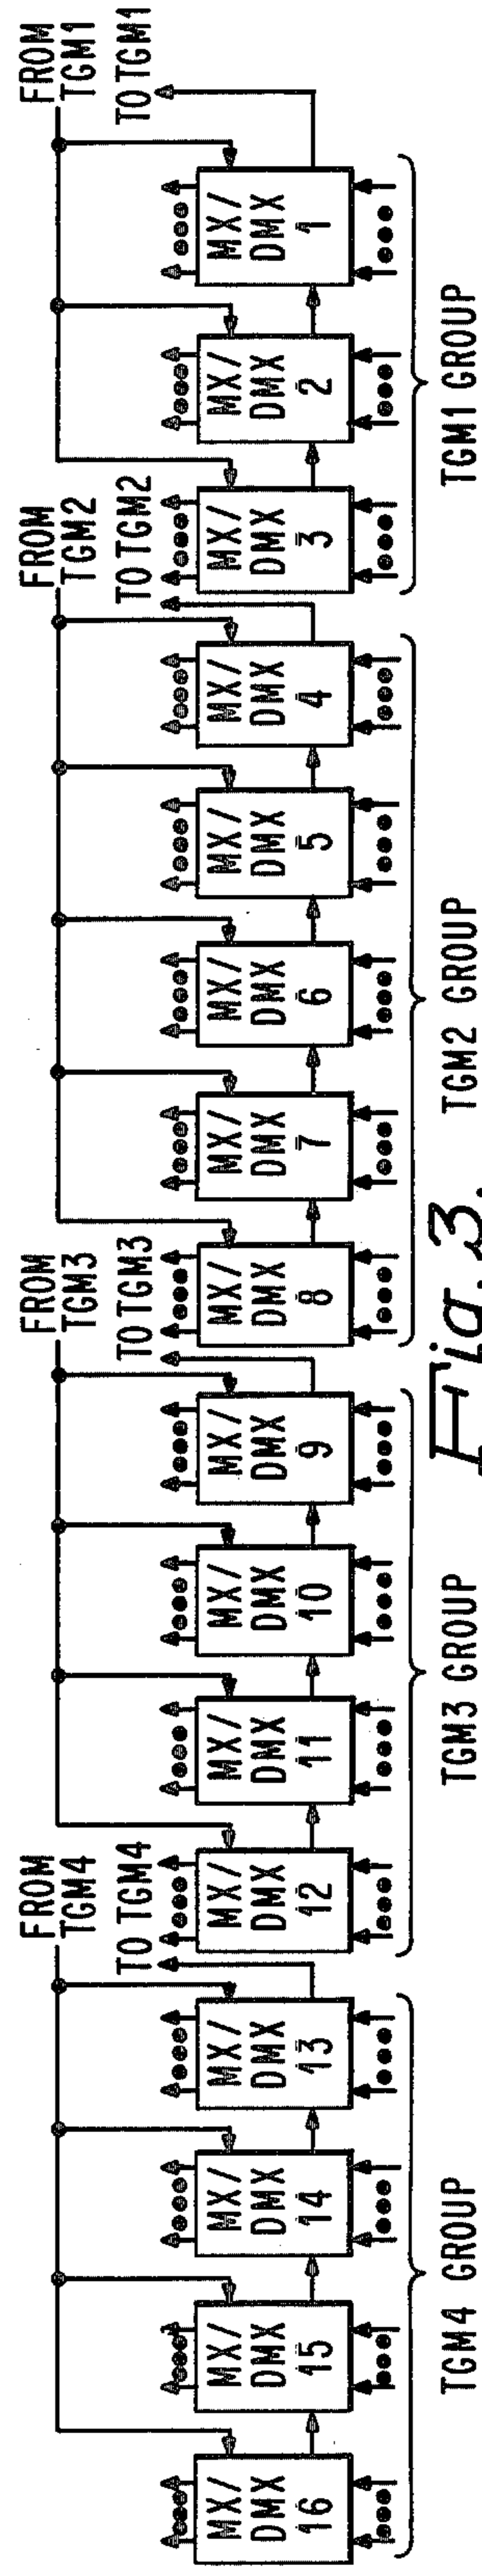 FROM
TGM4
FROM
TGM3
FROM
TGM2
FROM
TGM1
TO TGM4
TO TGM3
TO TGM2
TO TGM1
MX/
DMX
16
MX/
DMX
15
MX/
DMX
14
MX/
DMX
13
MX/
DMX
12
MX/
DMX
11
MX/
DMX
10
MX/
DMX
9
MX/
DMX
8
MX/
DMX
7
MX/
DMX
6
MX/
DMX
5
MX/
DMX
4
MX/
DMX
3
MX/
DMX
2
MX/
DMX
1
TGM4 GROUP
TGM3 GROUP
TGM2 GROUP
TGM1 GROUP
Fig. 3.